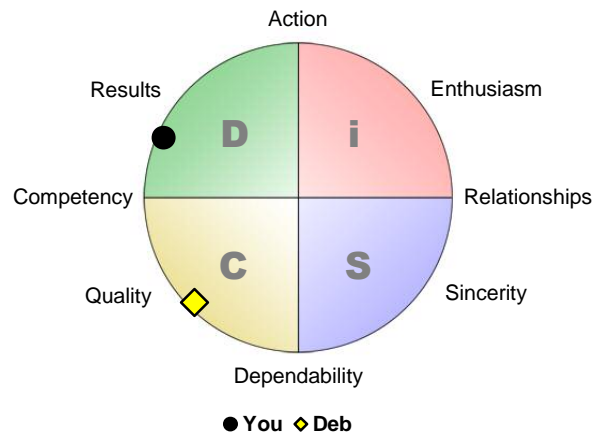 Action
Results
Enthusiasm
D
i
Competency
Relationships
C
S
Quality
Sincerity
Dependability
You Deb